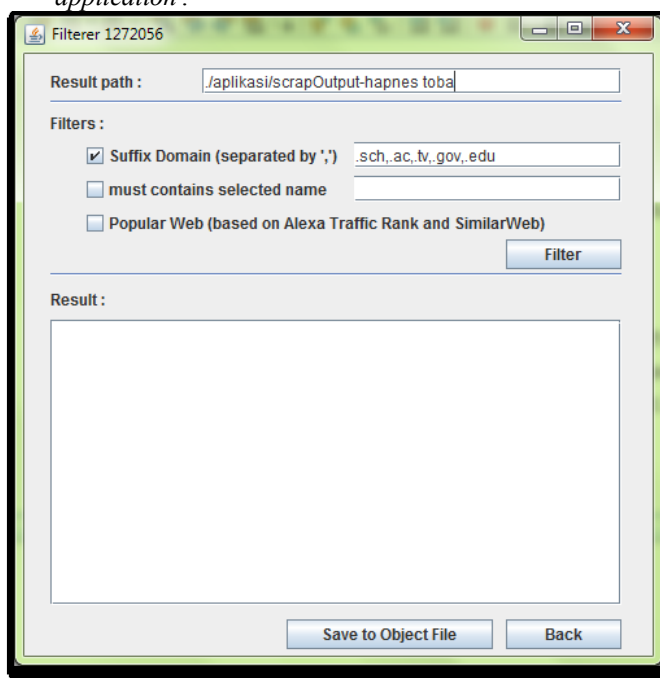 application :
Filterer 1272056
Result path : ./aplikasi/scrapOutput-hapnes toba
Filters :
Suffix Domain (separated by ',') .sch,.ac,.tv,.gov,.edu
must contains selected name
Popular Web (based on Alexa Traffic Rank and SimilarWeb)
Filter
Result :
Save to Object File Back